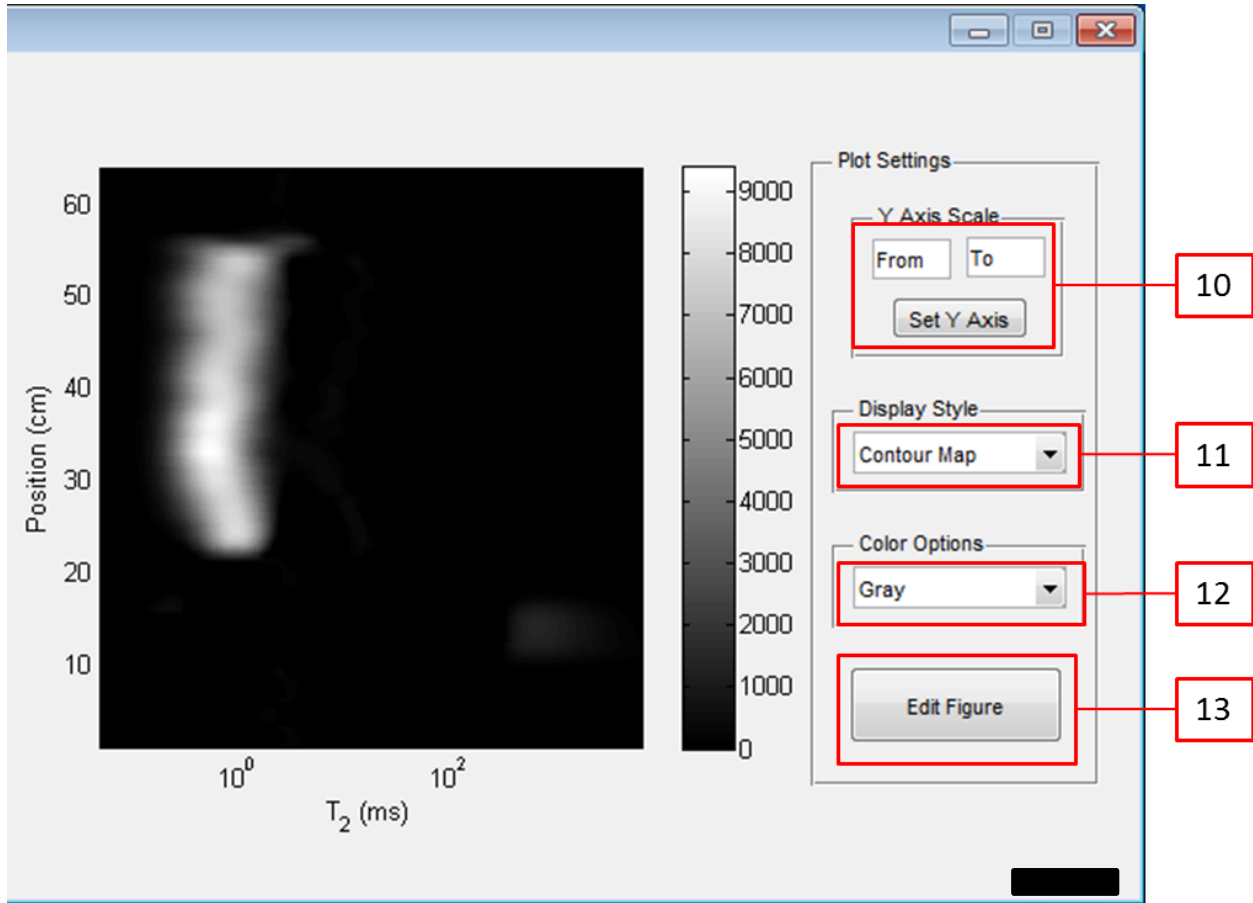 Plot Settings
Y Axis Scale
From To
Set Y Axis
10
Display Style
Contour Map
11
Color Options
Gray
12
Edit Figure
13
60
50
40
30
20
10
Position (cm)
10⁰ 10²
T₂ (ms)
9000
8000
7000
6000
5000
4000
3000
2000
1000
0